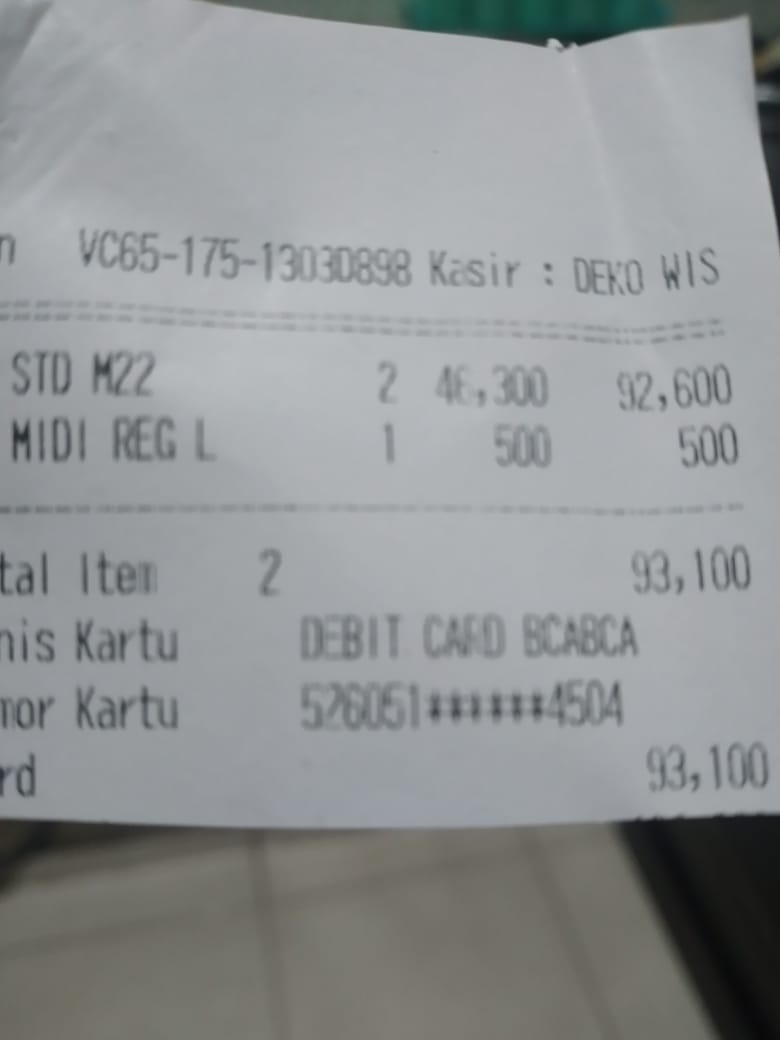 n VC65-175-13030898 Kasir : DEKO WIS
STD M22 2 46,300 92,600
MIDI REG L 1 500 500
tal Item 2 93,100
nis Kartu DEBIT CARD BCABCA
mor Kartu 526051******4504
rd 93,100